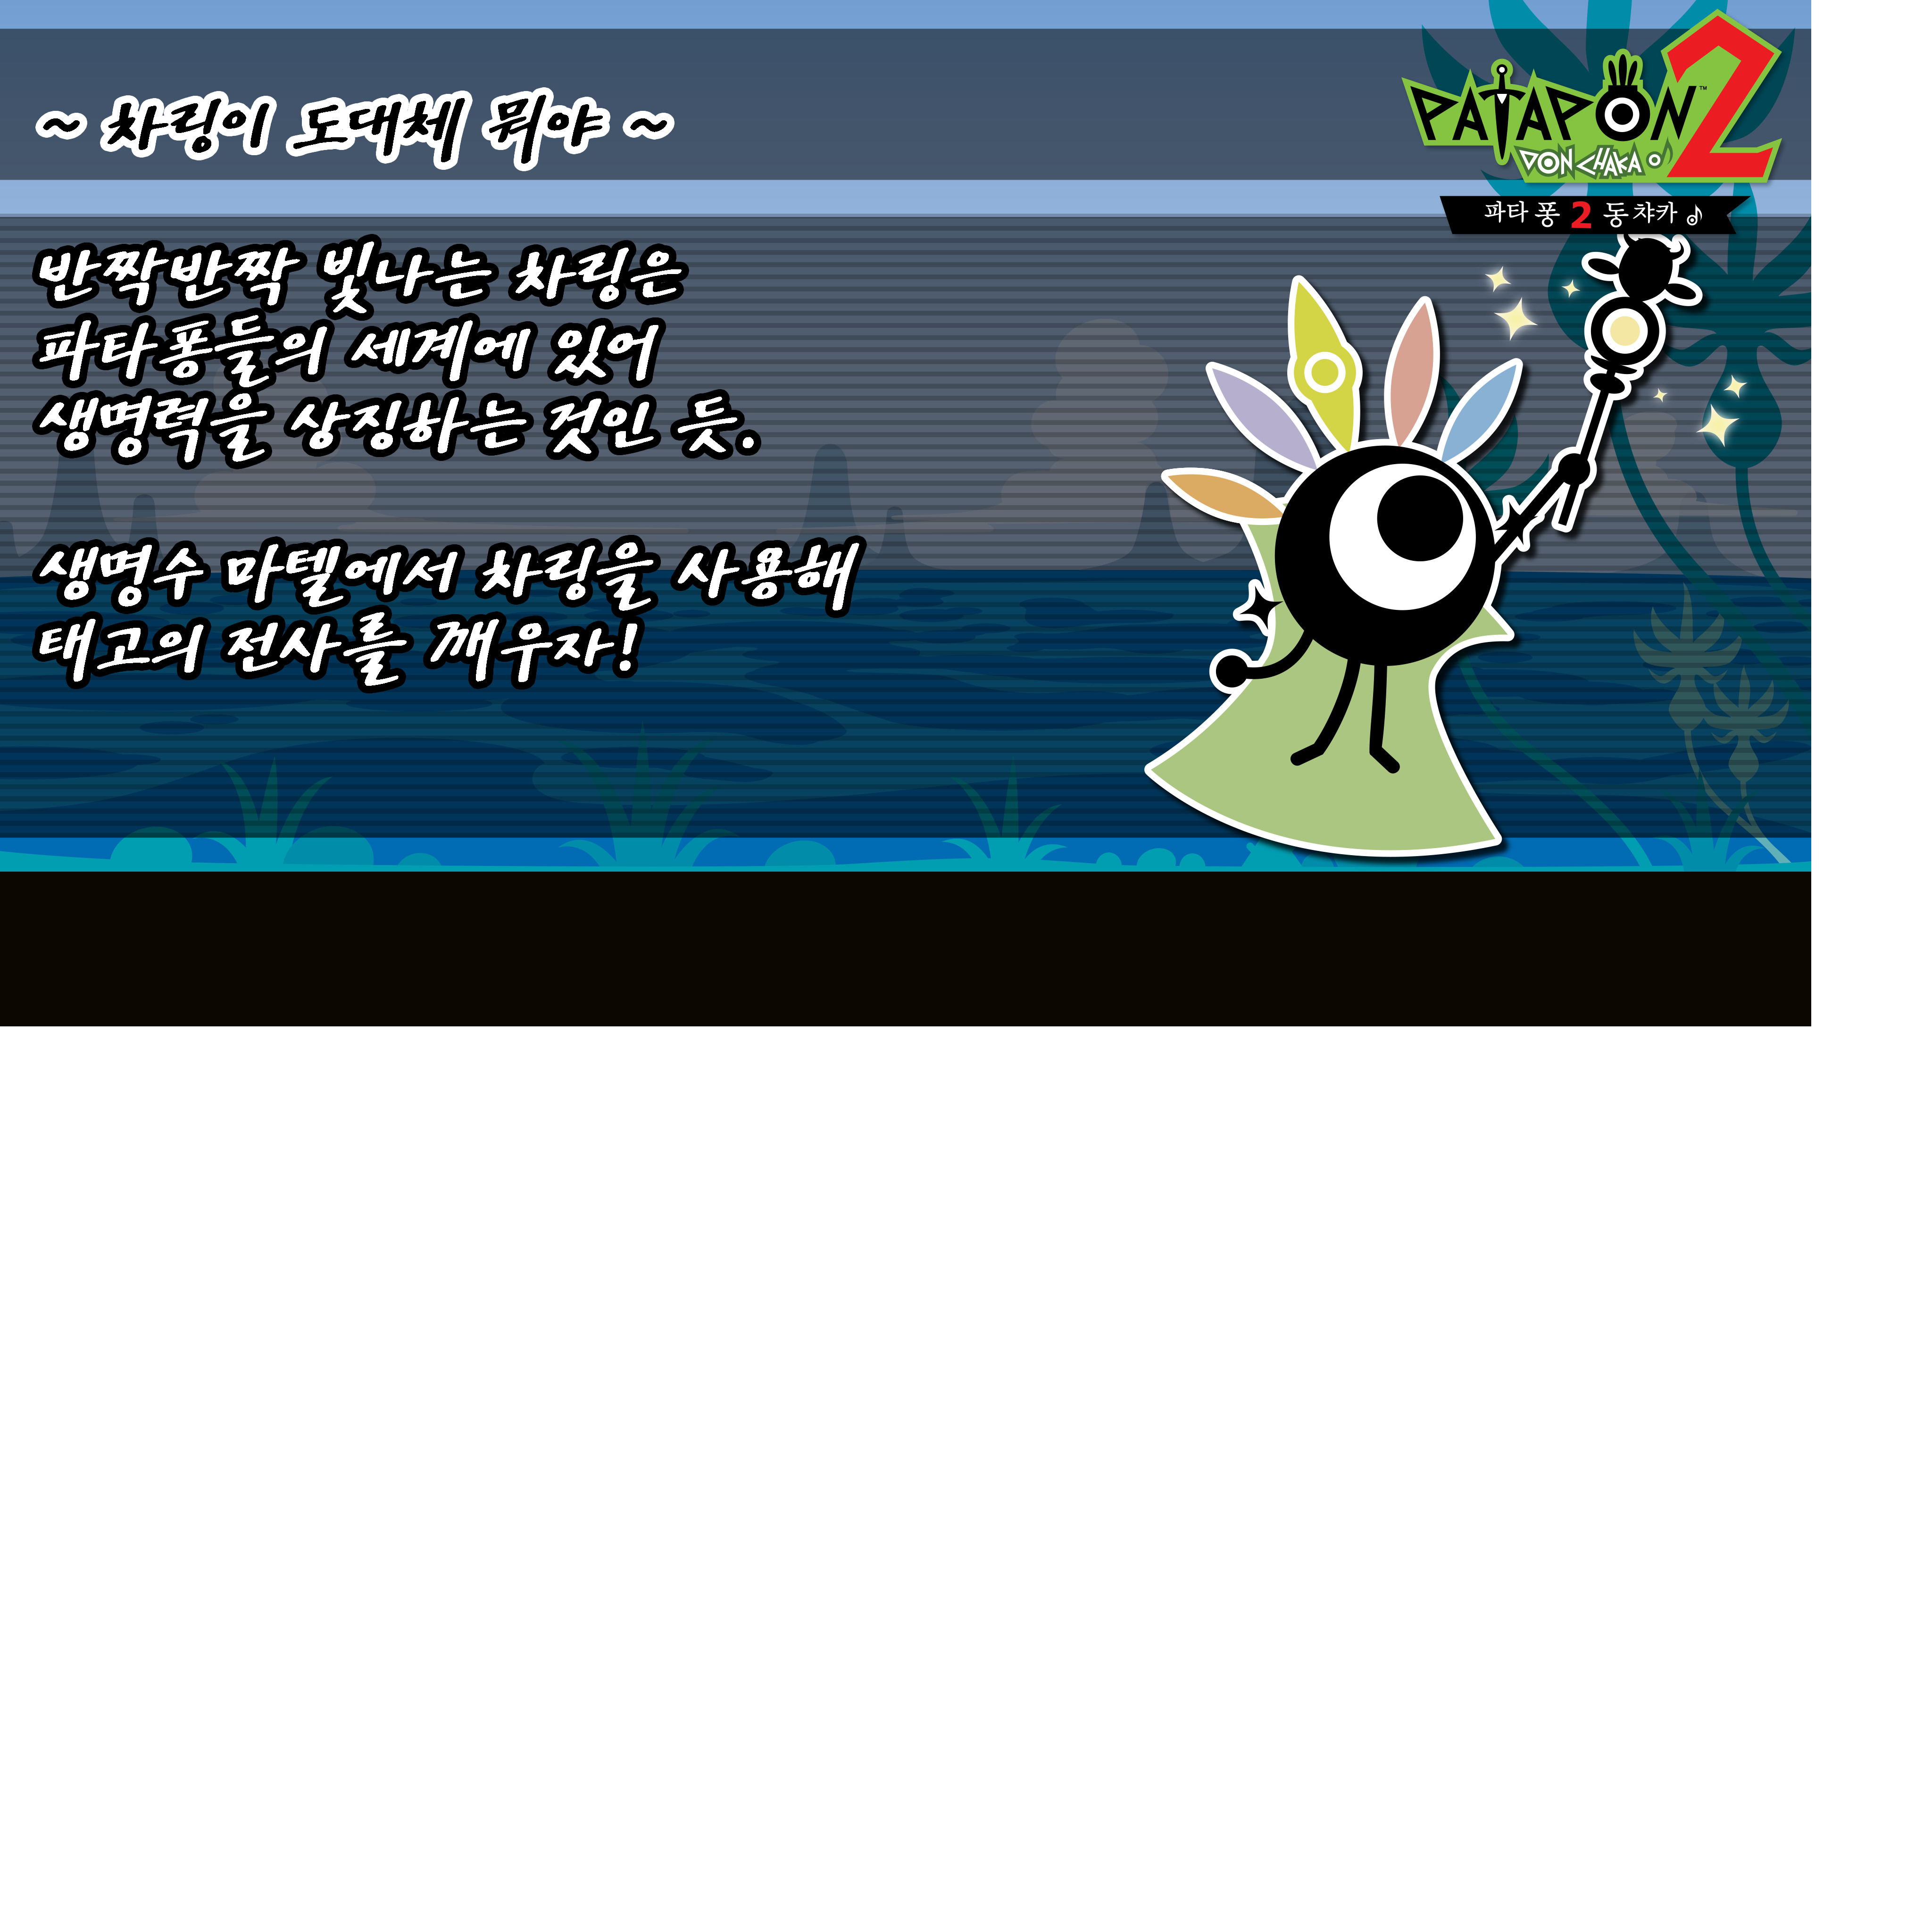 ~ 차링이 도대체 뭐야 ~
PATAPON™2
DON CHAKA♪
파타퐁 2 동챠카♪
반짝반짝 빛나는 차링은
파타퐁들의 세계에 있어
생명력을 상징하는 것인 듯.
생명수 마텔에서 차링을 사용해
태고의 전사를 깨우자!